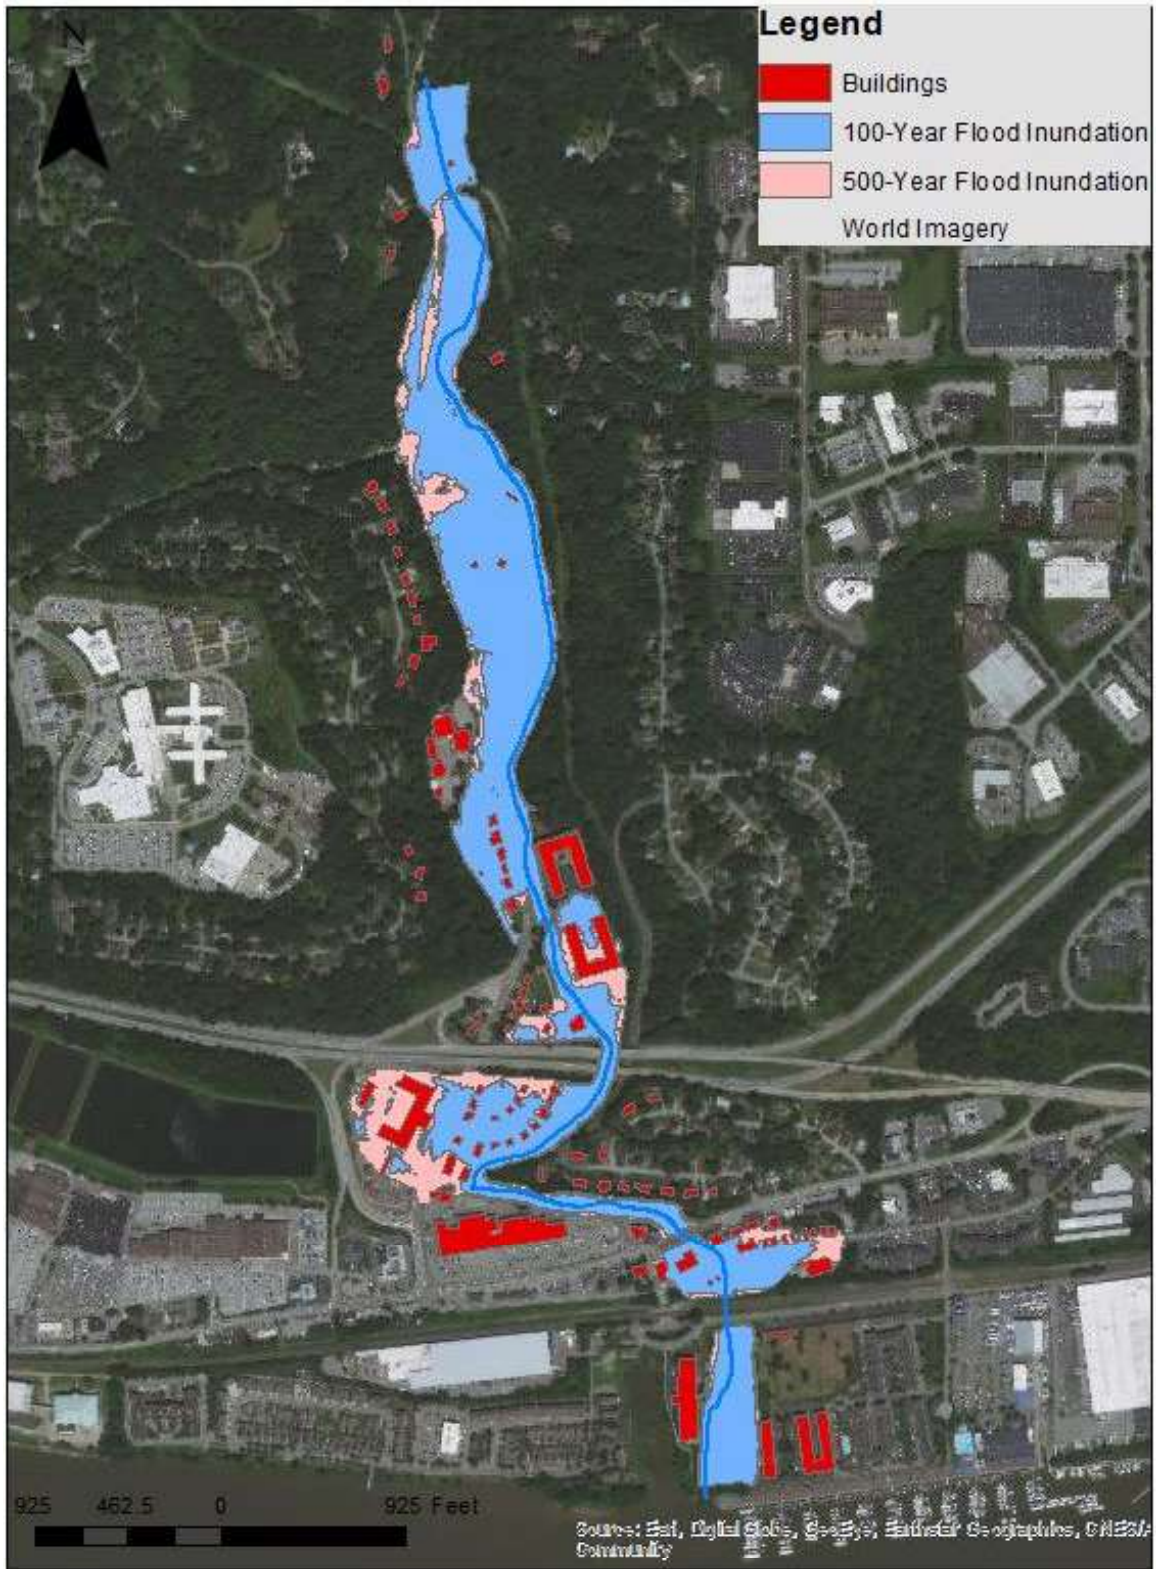 N
Legend
Buildings
100-Year Flood Inundation
500-Year Flood Inundation
World Imagery
925 462.5 0 925 Feet
Source: Esri, DigitalGlobe, GeoEye, Earthstar Geographics, CNES/A
Community